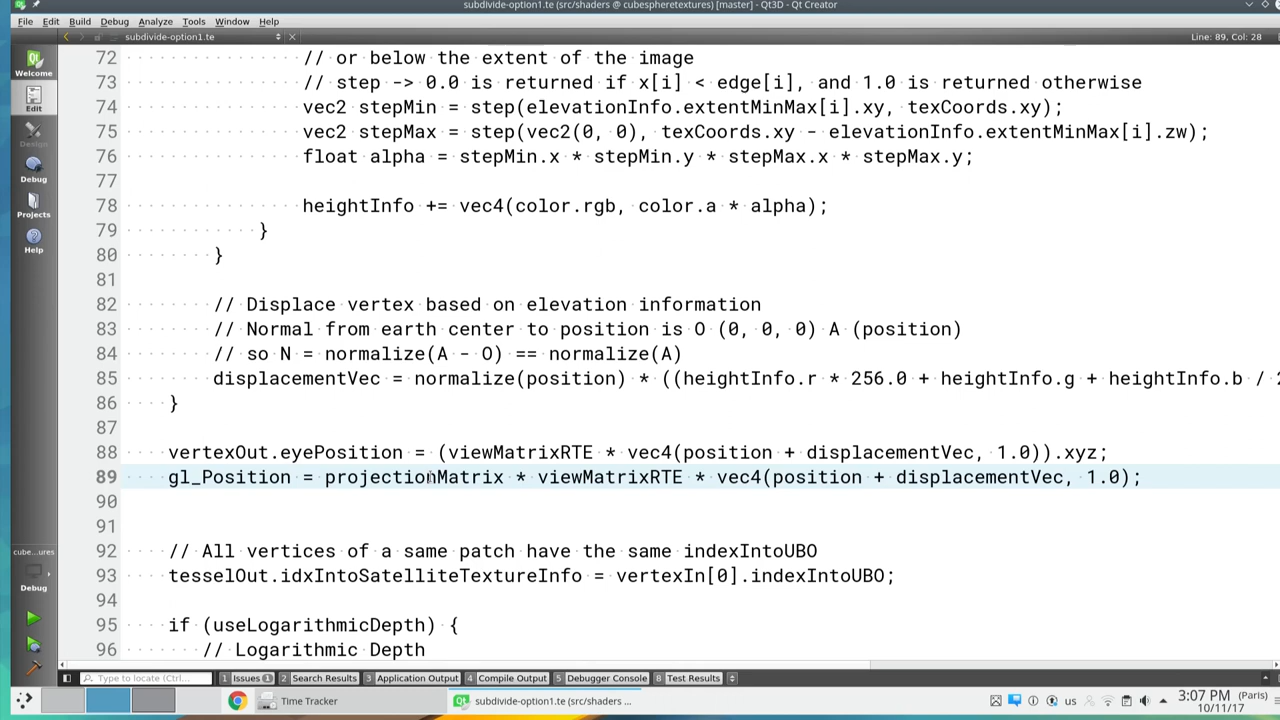 subdivide-option1.te (src/shaders @ cubespheretextures) [master] - Qt3D - Qt Creator
File Edit Build Debug Analyze Tools Window Help
subdivide-option1.te
Line: 89, Col: 28
Welcome
Edit
Design
Debug
Projects
Help
72 // or below the extent of the image
73 // step -> 0.0 is returned if x[i] < edge[i], and 1.0 is returned otherwise
74 vec2 stepMin = step(elevationInfo.extentMinMax[i].xy, texCoords.xy);
75 vec2 stepMax = step(vec2(0, 0), texCoords.xy - elevationInfo.extentMinMax[i].zw);
76 float alpha = stepMin.x * stepMin.y * stepMax.x * stepMax.y;
77
78 heightInfo += vec4(color.rgb, color.a * alpha);
79 }
80 }
81
82 // Displace vertex based on elevation information
83 // Normal from earth center to position is O (0, 0, 0) A (position)
84 // so N = normalize(A - O) == normalize(A)
85 displacementVec = normalize(position) * ((heightInfo.r * 256.0 + heightInfo.g + heightInfo.b / 2
86 }
87
88 vertexOut.eyePosition = (viewMatrixRTE * vec4(position + displacementVec, 1.0)).xyz;
89 gl_Position = projectionMatrix * viewMatrixRTE * vec4(position + displacementVec, 1.0);
90
91
92 // All vertices of a same patch have the same indexIntoUBO
93 tesselOut.idxIntoSatelliteTextureInfo = vertexIn[0].indexIntoUBO;
94
95 if (useLogarithmicDepth) {
96 // Logarithmic Depth
cube...ures
Debug
Type to locate (Ctrl... 1 Issues 1 2 Search Results 3 Application Output 4 Compile Output 5 Debugger Console 8 Test Results
Time Tracker
subdivide-option1.te (src/shaders ...
us
3:07 PM (Paris)
10/11/17